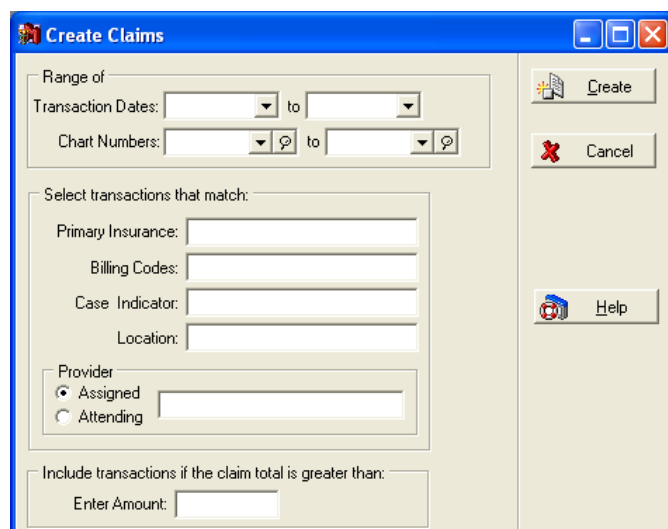 Create Claims
Range of
Transaction Dates: to
Chart Numbers: to
Select transactions that match:
Primary Insurance:
Billing Codes:
Case Indicator:
Location:
Provider
Assigned
Attending
Include transactions if the claim total is greater than:
Enter Amount:
Create
Cancel
Help